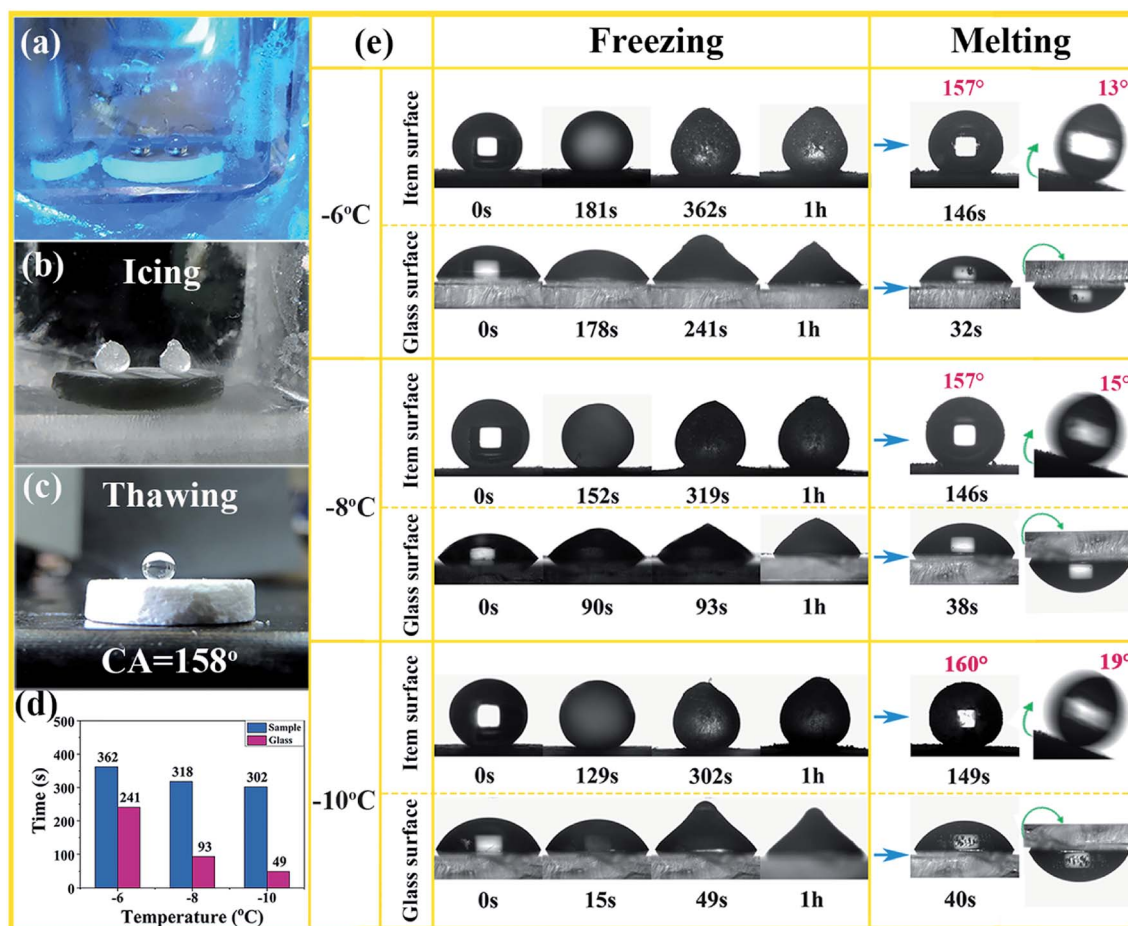 (a)
(b)
Icing
(c)
Thawing
CA=158°
(d)
Sample
Glass
Time (s)
500
400
300
200
100
0
362
241
318
93
302
49
-6
-8
-10
Temperature (°C)
(e)
Freezing
Melting
-6°C
Item surface
0s
181s
362s
1h
157°
146s
13°
Glass surface
0s
178s
241s
1h
32s
-8°C
Item surface
0s
152s
319s
1h
157°
146s
15°
Glass surface
0s
90s
93s
1h
38s
-10°C
Item surface
0s
129s
302s
1h
160°
149s
19°
Glass surface
0s
15s
49s
1h
40s